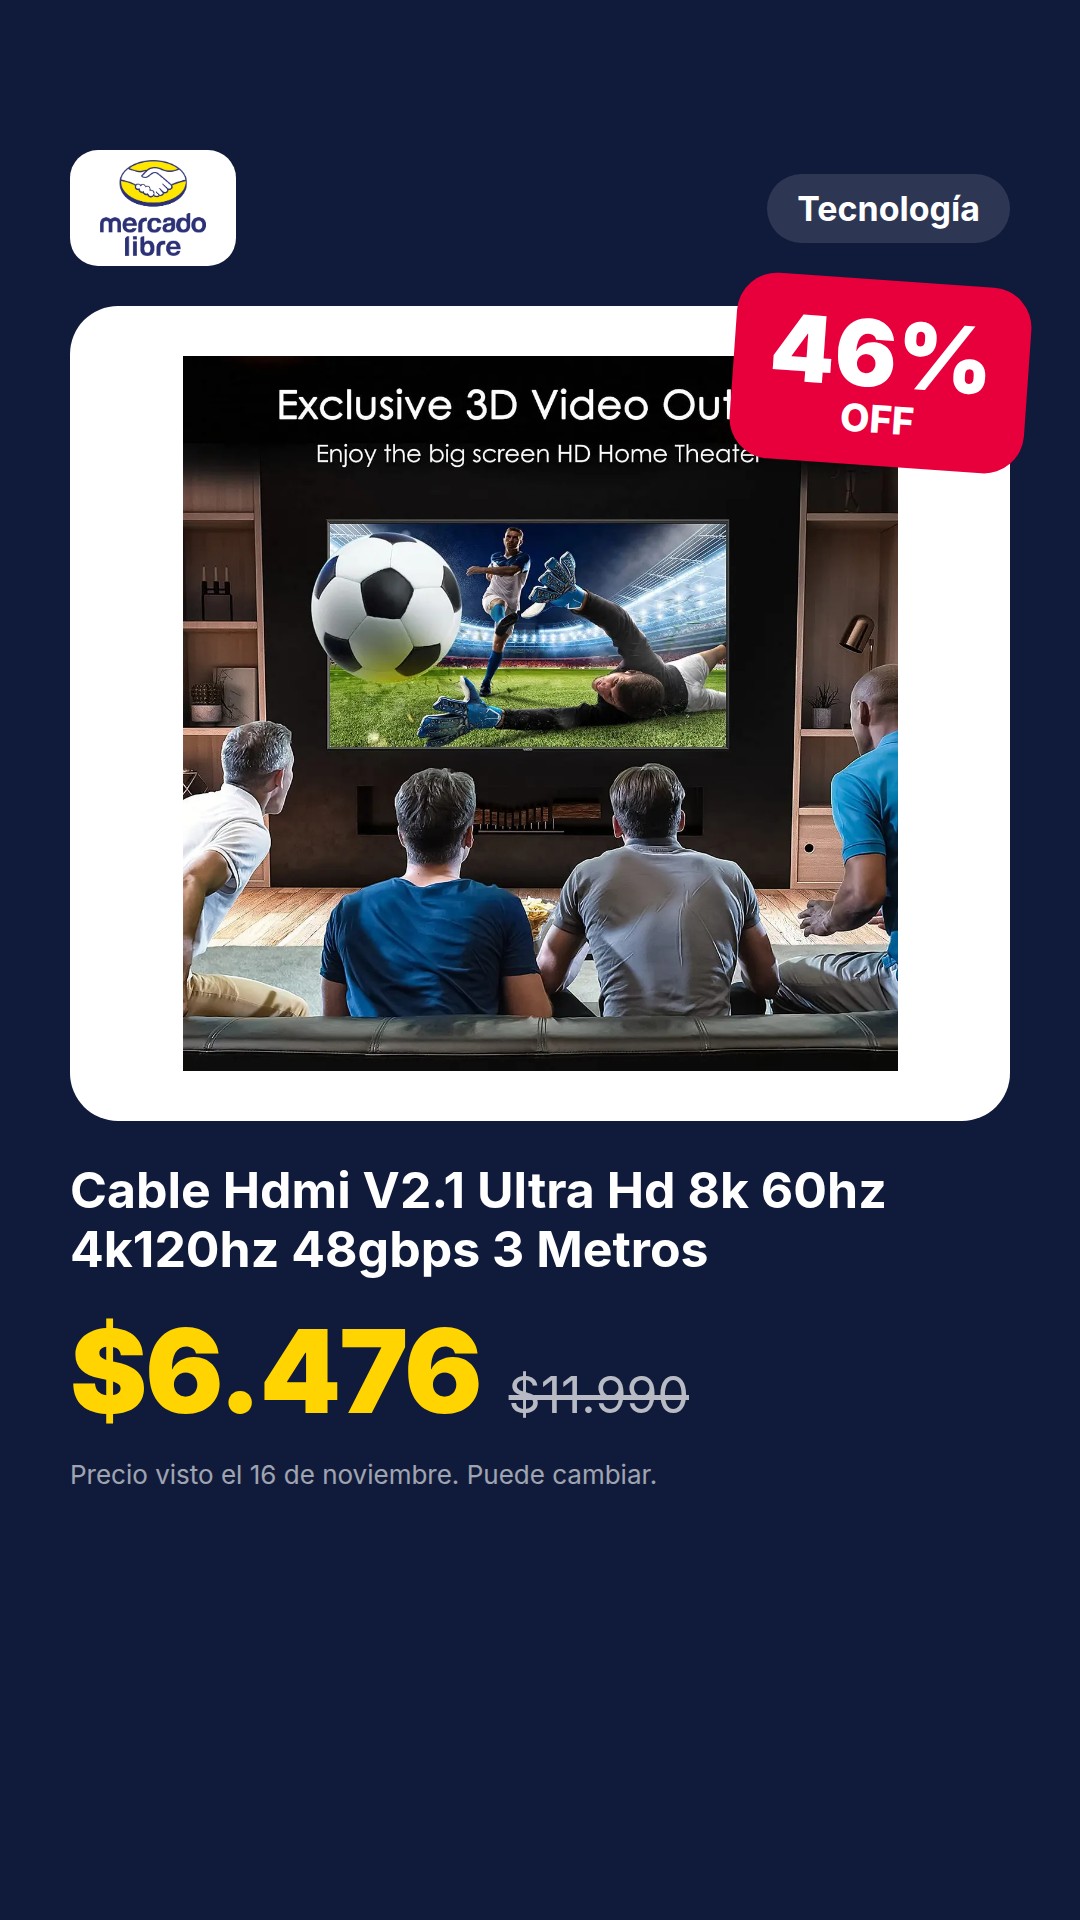 mercado
libre
Tecnología
46%
OFF
Exclusive 3D Video Out
Enjoy the big screen HD Home Theater
Cable Hdmi V2.1 Ultra Hd 8k 60hz
4k120hz 48gbps 3 Metros
$6.476 $11.990
Precio visto el 16 de noviembre. Puede cambiar.